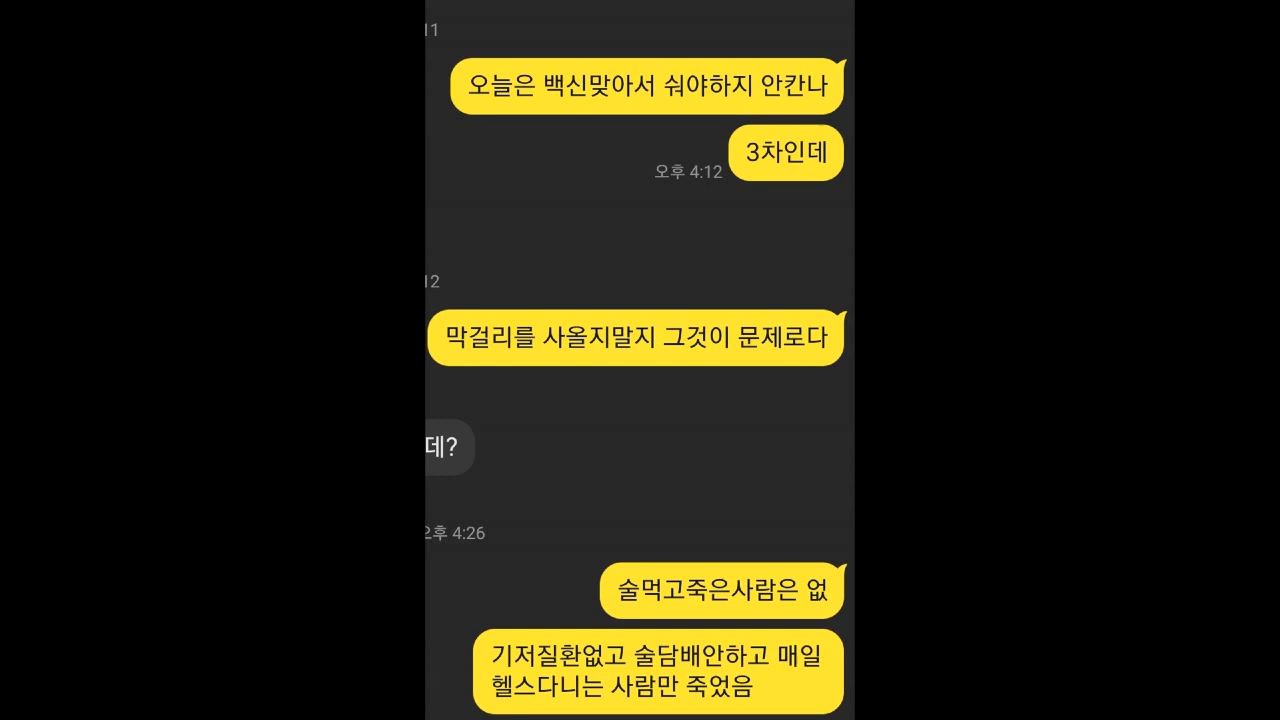 11
오늘은 백신맞아서 숴야하지 안칸나
3차인데
오후 4:12
12
막걸리를 사올지말지 그것이 문제로다
데?
오후 4:26
술먹고죽은사람은 없
기저질환없고 술담배안하고 매일
헬스다니는 사람만 죽었음